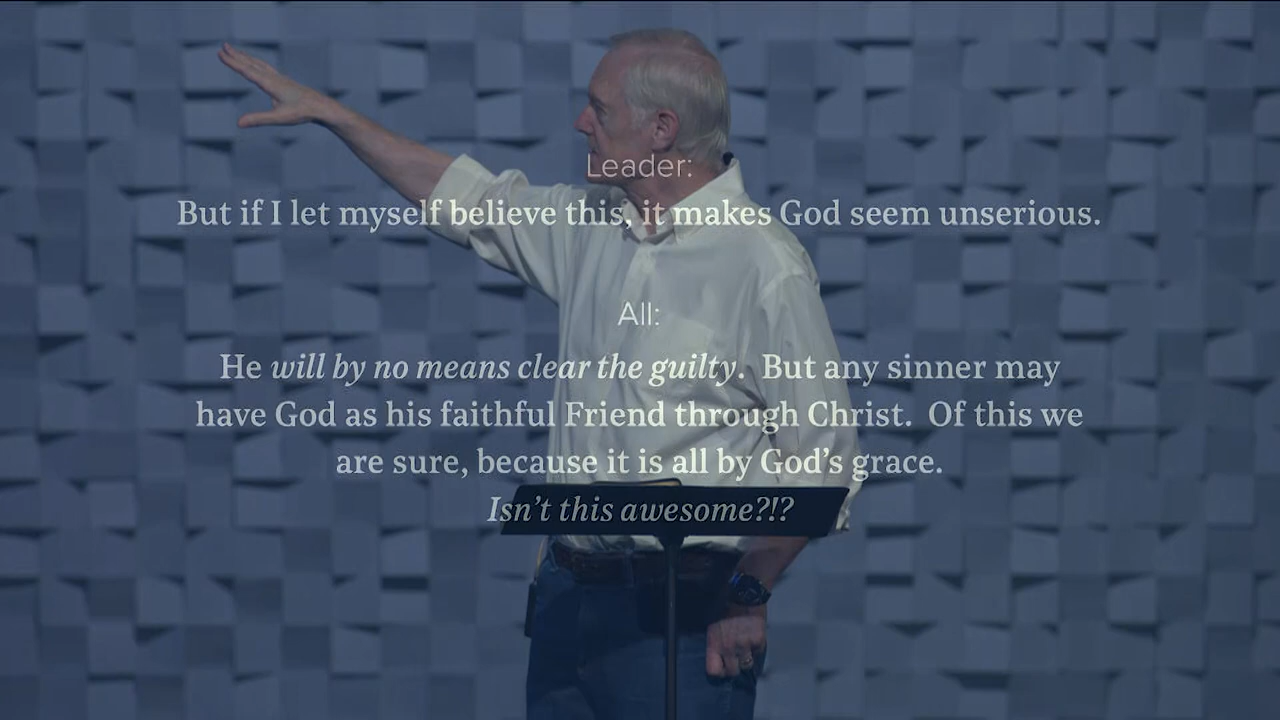 Leader:
But if I let myself believe this, it makes God seem unserious.
All:
He will by no means clear the guilty.  But any sinner may
have God as his faithful Friend through Christ.  Of this we
are sure, because it is all by God’s grace.
Isn’t this awesome?!?